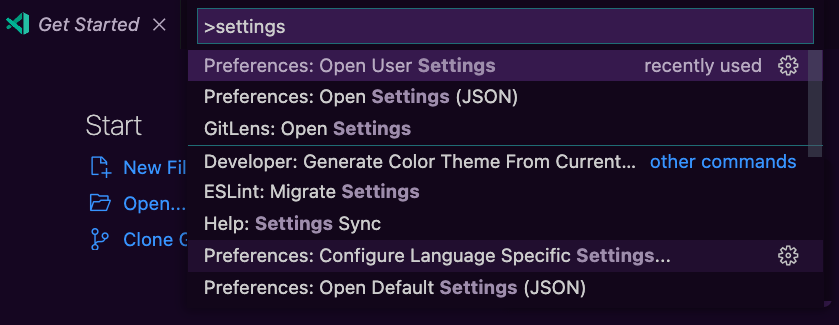 Get Started
>settings
Preferences: Open User Settings recently used
Preferences: Open Settings (JSON)
GitLens: Open Settings
Developer: Generate Color Theme From Current... other commands
ESLint: Migrate Settings
Help: Settings Sync
Preferences: Configure Language Specific Settings...
Preferences: Open Default Settings (JSON)
Start
New Fil
Open...
Clone G